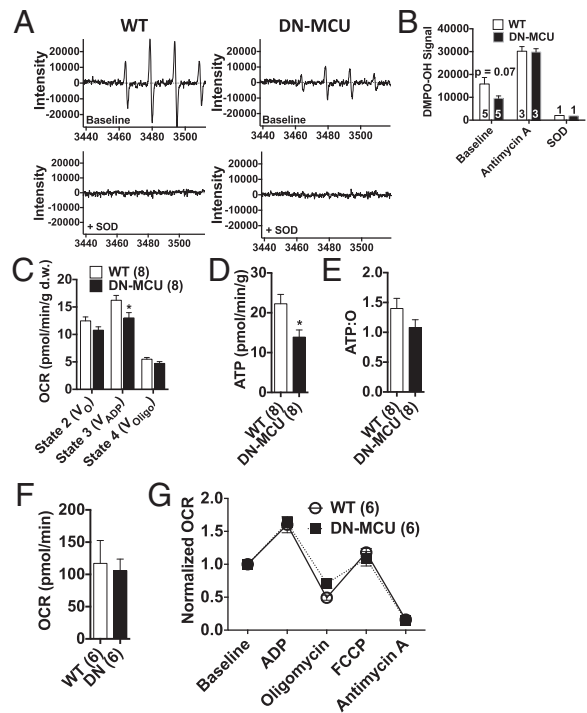 A
WT
DN-MCU
B
WT
DN-MCU
Intensity
20000
10000
0
-10000
-20000
Baseline
3440 3460 3480 3500
Intensity
20000
10000
0
-10000
-20000
Baseline
3440 3460 3480 3500
DMPO-OH Signal
40000
30000
20000
10000
0
p = 0.07
5 5 3 3 1 1
Baseline
Antimycin A
SOD
Intensity
20000
10000
0
-10000
-20000
+ SOD
3440 3460 3480 3500
Intensity
20000
10000
0
-10000
-20000
+ SOD
3440 3460 3480 3500
C
WT (8)
DN-MCU (8)
OCR (pmol/min/g d.w.)
20
15
10
5
0
*
State 2 (VO)
State 3 (VADP)
State 4 (VOligo)
D
ATP (pmol/min/g)
30
20
10
0
*
WT (8)
DN-MCU (8)
E
ATP:O
2.0
1.5
1.0
0.5
0.0
WT (8)
DN-MCU (8)
F
OCR (pmol/min)
200
150
100
50
0
WT (6)
DN (6)
G
Normalized OCR
2.0
1.5
1.0
0.5
0.0
WT (6)
DN-MCU (6)
Baseline
ADP
Oligomycin
FCCP
Antimycin A